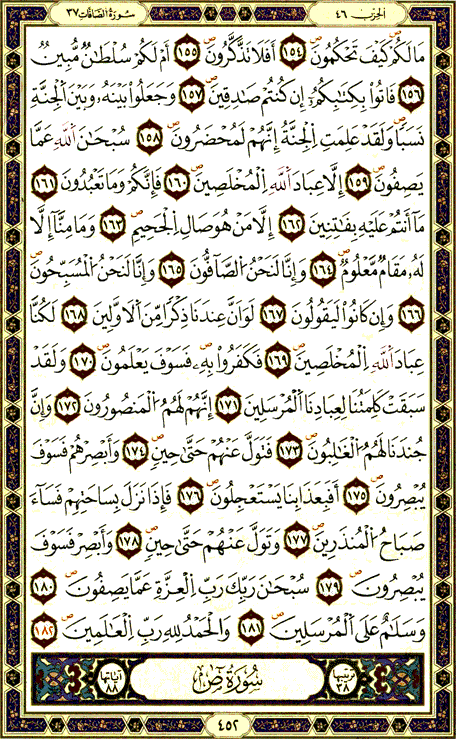 الحزب ٤٦ سورة الصافات ٣٧
مَا لَكُمْ كَيْفَ تَحْكُمُونَ ١٥٤ أَفَلَا تَذَكَّرُونَ ١٥٥ أَمْ لَكُمْ سُلْطَانٌ مُّبِينٌ
١٥٦ فَأْتُوا بِكِتَابِكُمْ إِن كُنتُمْ صَادِقِينَ ١٥٧ وَجَعَلُوا بَيْنَهُ وَبَيْنَ الْجِنَّةِ
نَسَبًا وَلَقَدْ عَلِمَتِ الْجِنَّةُ إِنَّهُمْ لَمُحْضَرُونَ ١٥٨ سُبْحَانَ اللَّهِ عَمَّا
يَصِفُونَ ١٥٩ إِلَّا عِبَادَ اللَّهِ الْمُخْلَصِينَ ١٦٠ فَإِنَّكُمْ وَمَا تَعْبُدُونَ ١٦١
مَا أَنتُمْ عَلَيْهِ بِفَاتِنِينَ ١٦٢ إِلَّا مَنْ هُوَ صَالِ الْجَحِيمِ ١٦٣ وَمَا مِنَّا إِلَّا
لَهُ مَقَامٌ مَّعْلُومٌ ١٦٤ وَإِنَّا لَنَحْنُ الصَّافُّونَ ١٦٥ وَإِنَّا لَنَحْنُ الْمُسَبِّحُونَ
١٦٦ وَإِن كَانُوا لَيَقُولُونَ ١٦٧ لَوْ أَنَّ عِندَنَا ذِكْرًا مِّنَ الْأَوَّلِينَ ١٦٨ لَكُنَّا
عِبَادَ اللَّهِ الْمُخْلَصِينَ ١٦٩ فَكَفَرُوا بِهِ فَسَوْفَ يَعْلَمُونَ ١٧٠ وَلَقَدْ
سَبَقَتْ كَلِمَتُنَا لِعِبَادِنَا الْمُرْسَلِينَ ١٧١ إِنَّهُمْ لَهُمُ الْمَنصُورُونَ ١٧٢ وَإِنَّ
جُندَنَا لَهُمُ الْغَالِبُونَ ١٧٣ فَتَوَلَّ عَنْهُمْ حَتَّى حِينٍ ١٧٤ وَأَبْصِرْهُمْ فَسَوْفَ
يُبْصِرُونَ ١٧٥ أَفَبِعَذَابِنَا يَسْتَعْجِلُونَ ١٧٦ فَإِذَا نَزَلَ بِسَاحَتِهِمْ فَسَاءَ
صَبَاحُ الْمُنذَرِينَ ١٧٧ وَتَوَلَّ عَنْهُمْ حَتَّى حِينٍ ١٧٨ وَأَبْصِرْ فَسَوْفَ
يُبْصِرُونَ ١٧٩ سُبْحَانَ رَبِّكَ رَبِّ الْعِزَّةِ عَمَّا يَصِفُونَ ١٨٠
وَسَلَامٌ عَلَى الْمُرْسَلِينَ ١٨١ وَالْحَمْدُ لِلَّهِ رَبِّ الْعَالَمِينَ ١٨٢
ترتيبها ٣٨ سُورَةُ صٓ آياتها ٨٨
٤٥٢